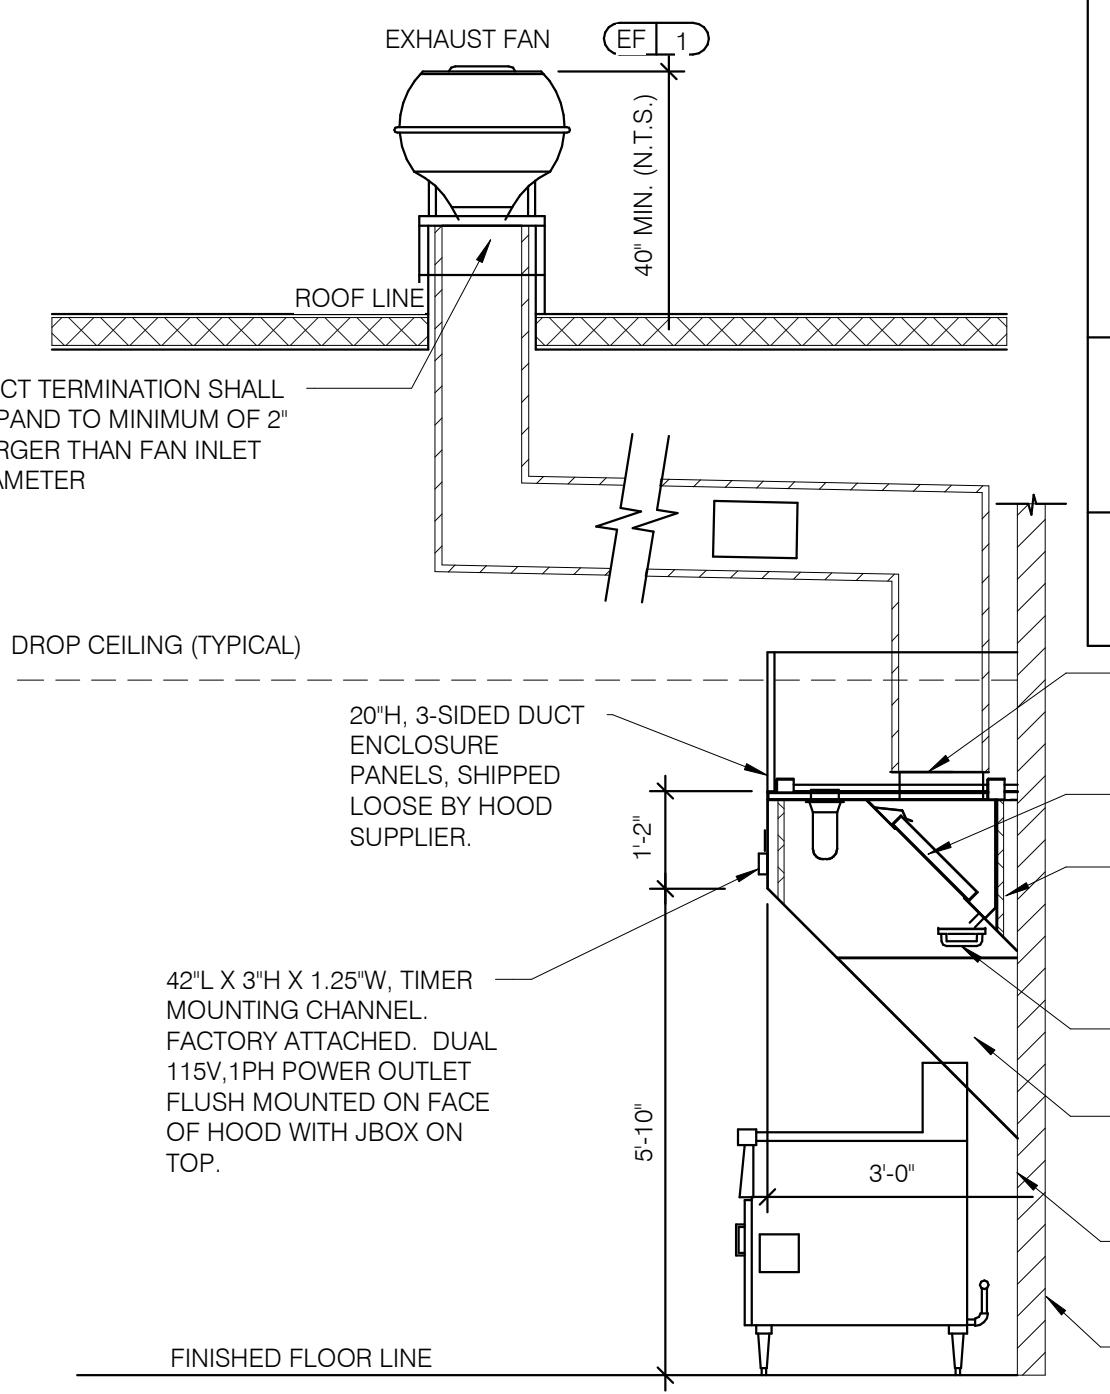 EXHAUST FAN
EF 1
40" MIN. (N.T.S.)
ROOF LINE
CT TERMINATION SHALL
PAND TO MINIMUM OF 2"
RGER THAN FAN INLET
AMETER
DROP CEILING (TYPICAL)
20"H, 3-SIDED DUCT
ENCLOSURE
PANELS, SHIPPED
LOOSE BY HOOD
SUPPLIER.
1'-2"
42"L X 3"H X 1.25"W, TIMER
MOUNTING CHANNEL.
FACTORY ATTACHED. DUAL
115V,1PH POWER OUTLET
FLUSH MOUNTED ON FACE
OF HOOD WITH JBOX ON
TOP.
5'-10"
3'-0"
FINISHED FLOOR LINE